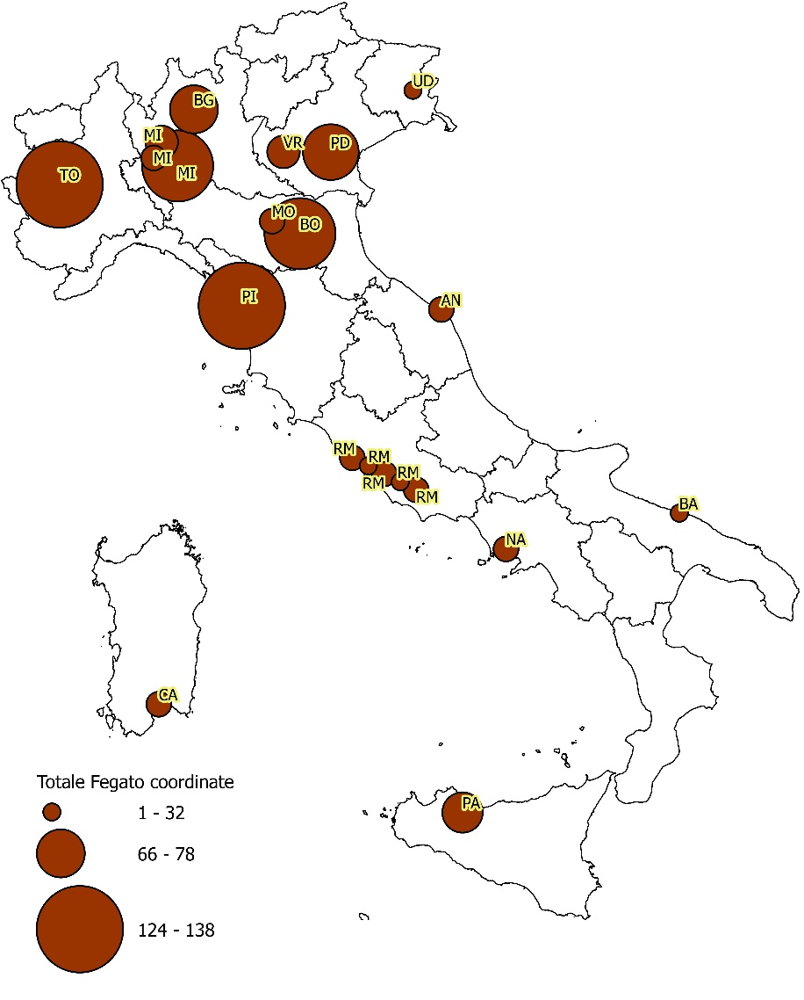 UD
BG
MI
VR
PD
MI
MI
TO
MO
BO
PI
AN
RM
RM
RM
RM
RM
BA
NA
CA
PA
Totale Fegato coordinate
1 - 32
66 - 78
124 - 138